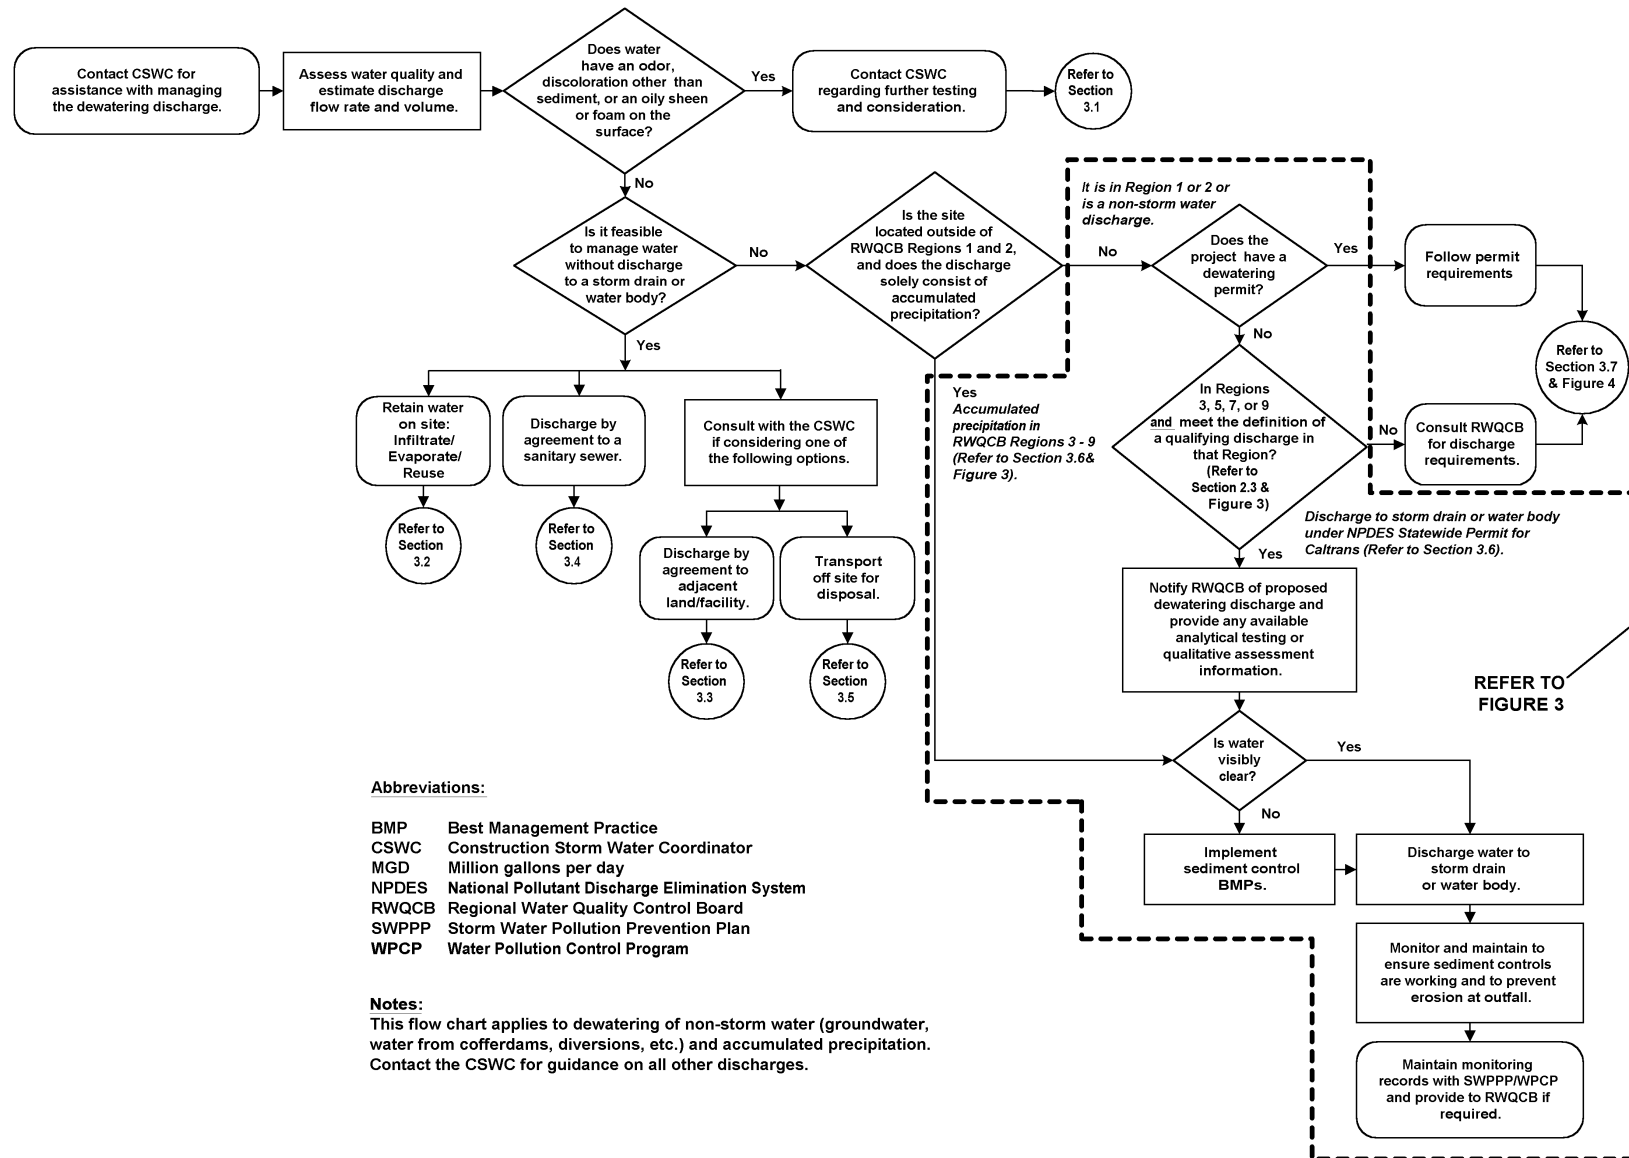 Contact CSWC for
assistance with managing
the dewatering discharge.
Assess water quality and
estimate discharge
flow rate and volume.
Does water
have an odor,
discoloration other than
sediment, or an oily sheen
or foam on the
surface?
Yes
Contact CSWC
regarding further testing
and consideration.
Refer to
Section
3.1
No
Is it feasible
to manage water
without discharge
to a storm drain or
water body?
No
Is the site
located outside of
RWQCB Regions 1 and 2,
and does the discharge
solely consist of
accumulated
precipitation?
It is in Region 1 or 2 or
is a non-storm water
discharge.
No
Does the
project have a
dewatering
permit?
Yes
Follow permit
requirements
Refer to
Section 3.7
& Figure 4
Yes
No
Retain water
on site:
Infiltrate/
Evaporate/
Reuse
Discharge by
agreement to a
sanitary sewer.
Consult with the CSWC
if considering one of
the following options.
Yes
Accumulated
precipitation in
RWQCB Regions 3 - 9
(Refer to Section 3.6&
Figure 3).
In Regions
3, 5, 7, or 9
and meet the definition of
a qualifying discharge in
that Region?
(Refer to
Section 2.3 &
Figure 3)
No
Consult RWQCB
for discharge
requirements.
Refer to
Section
3.2
Refer to
Section
3.4
Discharge by
agreement to
adjacent
land/facility.
Transport
off site for
disposal.
Discharge to storm drain or water body
under NPDES Statewide Permit for
Caltrans (Refer to Section 3.6).
Yes
Notify RWQCB of proposed
dewatering discharge and
provide any available
analytical testing or
qualitative assessment
information.
Refer to
Section
3.3
Refer to
Section
3.5
REFER TO
FIGURE 3
Is water
visibly
clear?
Yes
No
Implement
sediment control
BMPs.
Discharge water to
storm drain
or water body.
Monitor and maintain to
ensure sediment controls
are working and to prevent
erosion at outfall.
Maintain monitoring
records with SWPPP/WPCP
and provide to RWQCB if
required.
Abbreviations:
BMP Best Management Practice
CSWC Construction Storm Water Coordinator
MGD Million gallons per day
NPDES National Pollutant Discharge Elimination System
RWQCB Regional Water Quality Control Board
SWPPP Storm Water Pollution Prevention Plan
WPCP Water Pollution Control Program
Notes:
This flow chart applies to dewatering of non-storm water (groundwater,
water from cofferdams, diversions, etc.) and accumulated precipitation.
Contact the CSWC for guidance on all other discharges.